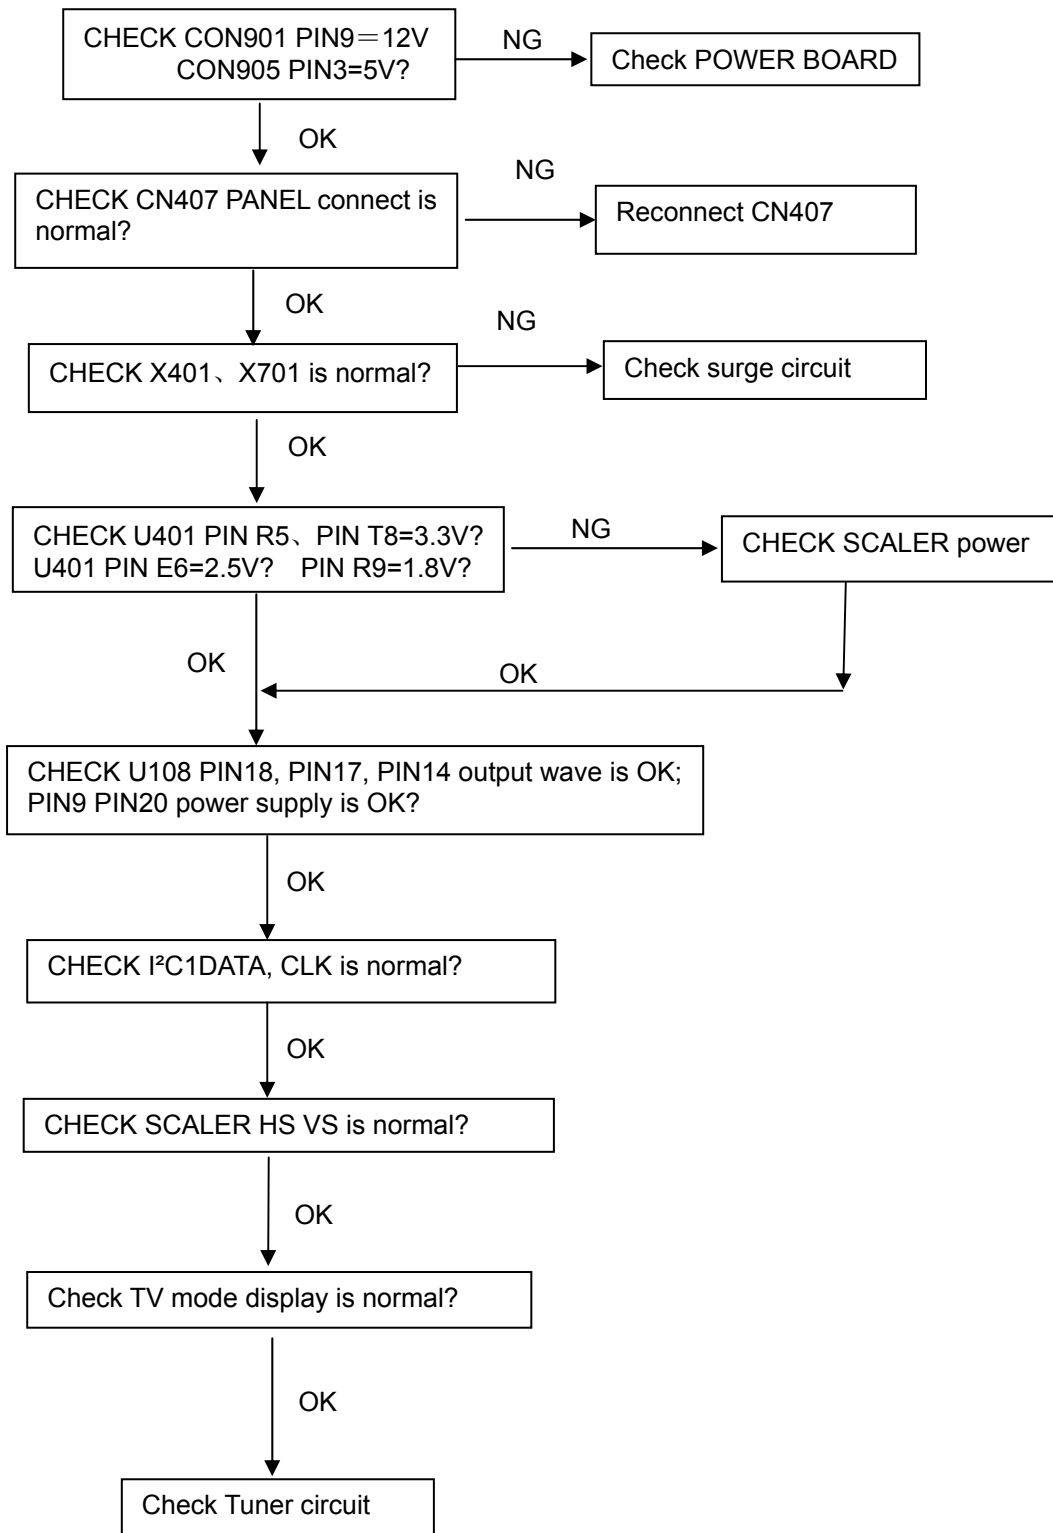 CHECK CON901 PIN9＝12V
CON905 PIN3=5V?
NG
Check POWER BOARD
OK
CHECK CN407 PANEL connect is
normal?
NG
Reconnect CN407
OK
NG
CHECK X401、X701 is normal?
Check surge circuit
OK
CHECK U401 PIN R5、PIN T8=3.3V?
U401 PIN E6=2.5V? PIN R9=1.8V?
NG
CHECK SCALER power
OK
OK
CHECK U108 PIN18, PIN17, PIN14 output wave is OK;
PIN9 PIN20 power supply is OK?
OK
CHECK I²C1DATA, CLK is normal?
OK
CHECK SCALER HS VS is normal?
OK
Check TV mode display is normal?
OK
Check Tuner circuit